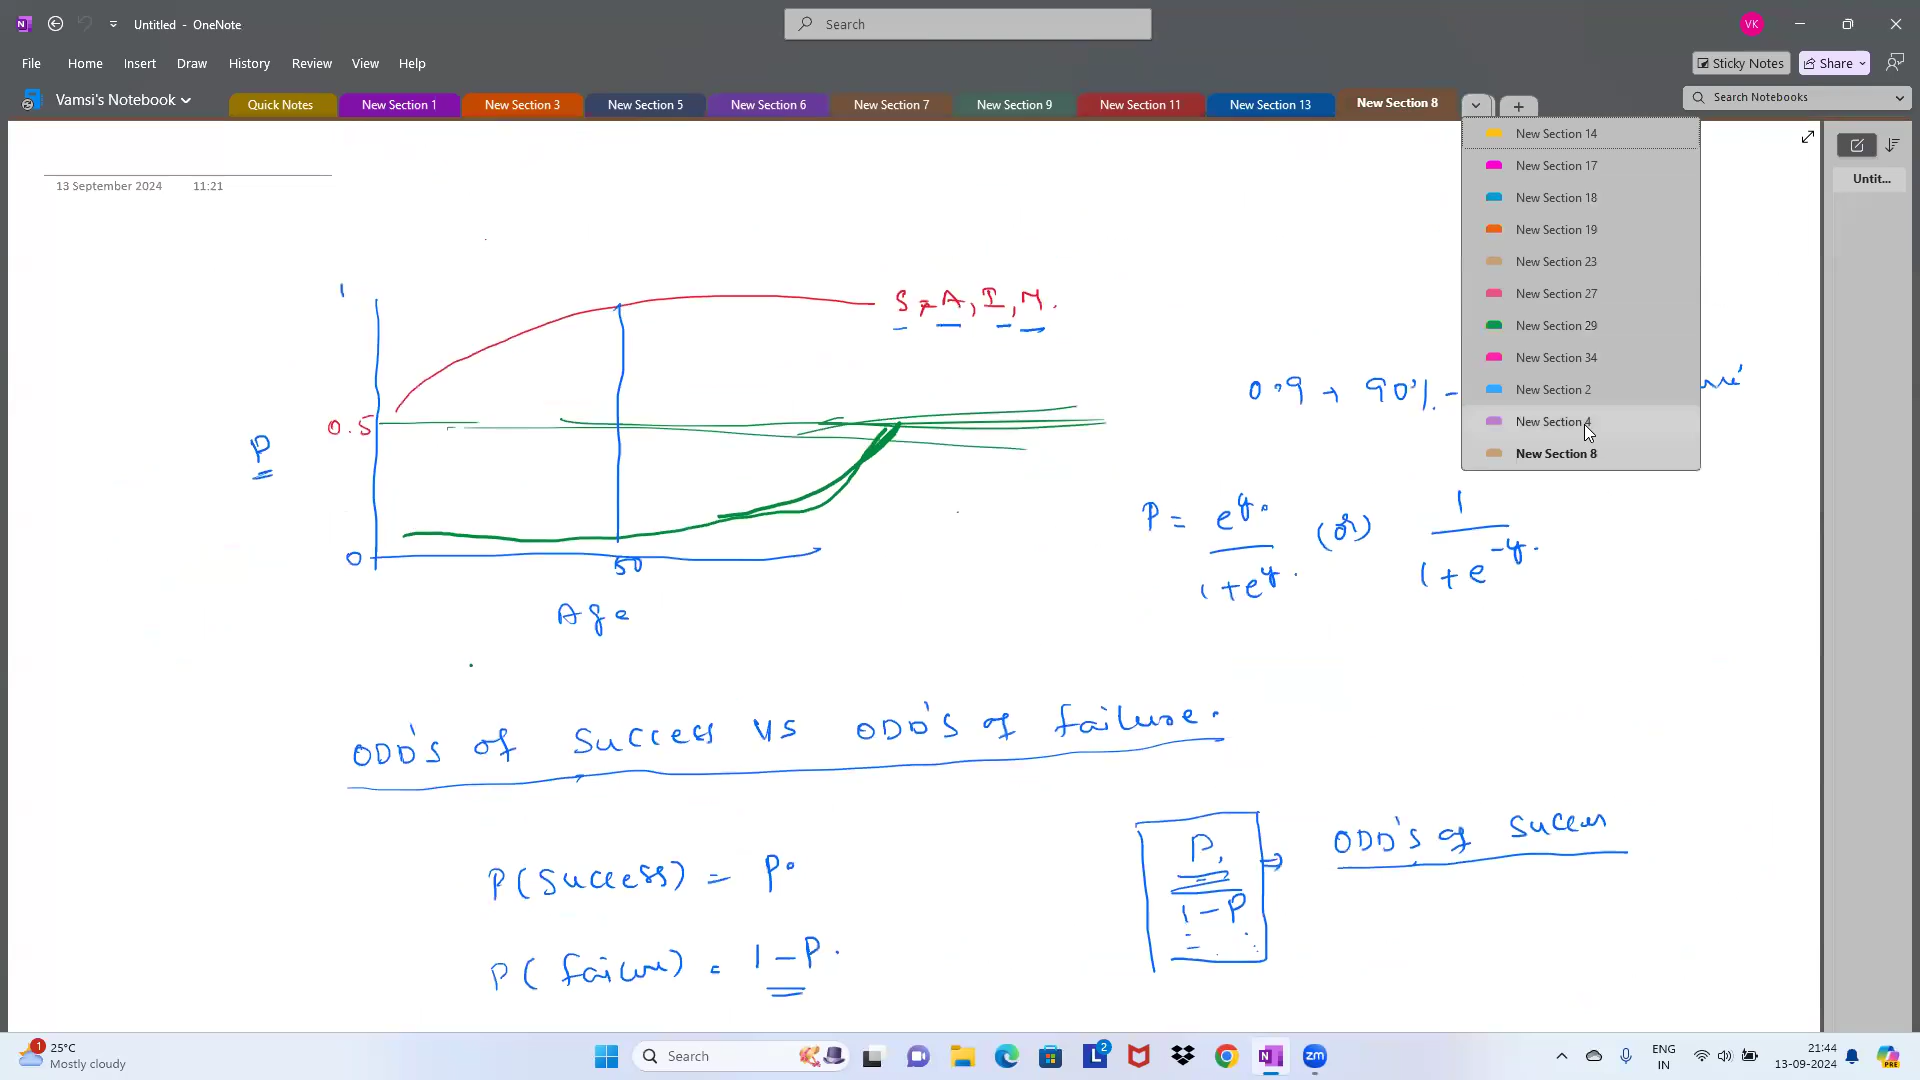 Untitled - OneNote
Search
VK
File Home Insert Draw History Review View Help
Sticky Notes Share
Vamsi's Notebook
Quick Notes New Section 1 New Section 3 New Section 5 New Section 6 New Section 7 New Section 9 New Section 11 New Section 13 New Section 8
Search Notebooks
New Section 14
New Section 17
New Section 18
New Section 19
New Section 23
New Section 27
New Section 29
New Section 34
New Section 2
New Section 4
New Section 8
Untit...
13 September 2024 11:21
1
S, A, I, M.
0.9 → 90% -
0.5
P
0
50
Age
P = e^y / 1+e^y (or) 1 / 1+e^-y
ODD's of Success VS ODD's of failure.
P(Success) = P.
P / 1-P → ODD's of Success
P(failure) = 1-P.
25°C
Mostly cloudy
Search
ENG
IN
21:44
13-09-2024